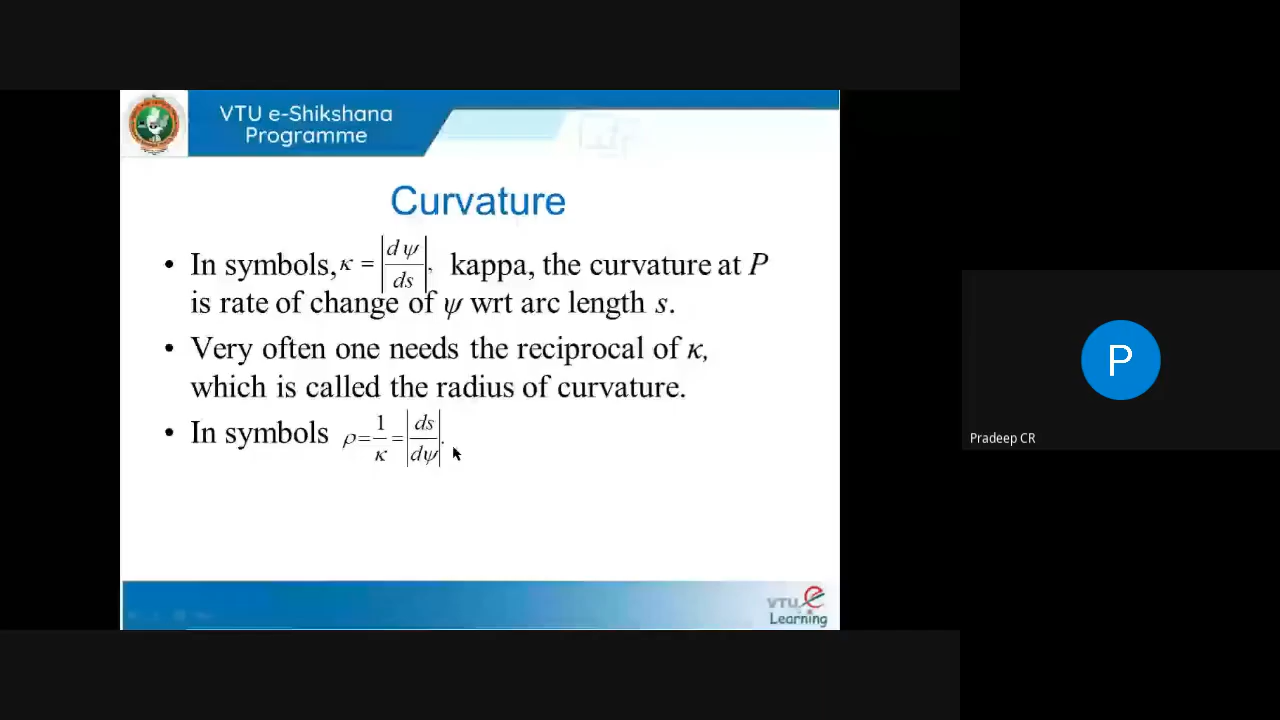 VTU e-Shikshana
Programme
Curvature
• In symbols, κ = |dψ/ds|, kappa, the curvature at P
is rate of change of ψ wrt arc length s.
• Very often one needs the reciprocal of κ,
which is called the radius of curvature.
• In symbols ρ = 1/κ = |ds/dψ|.
VTU e
Learning
P
Pradeep CR